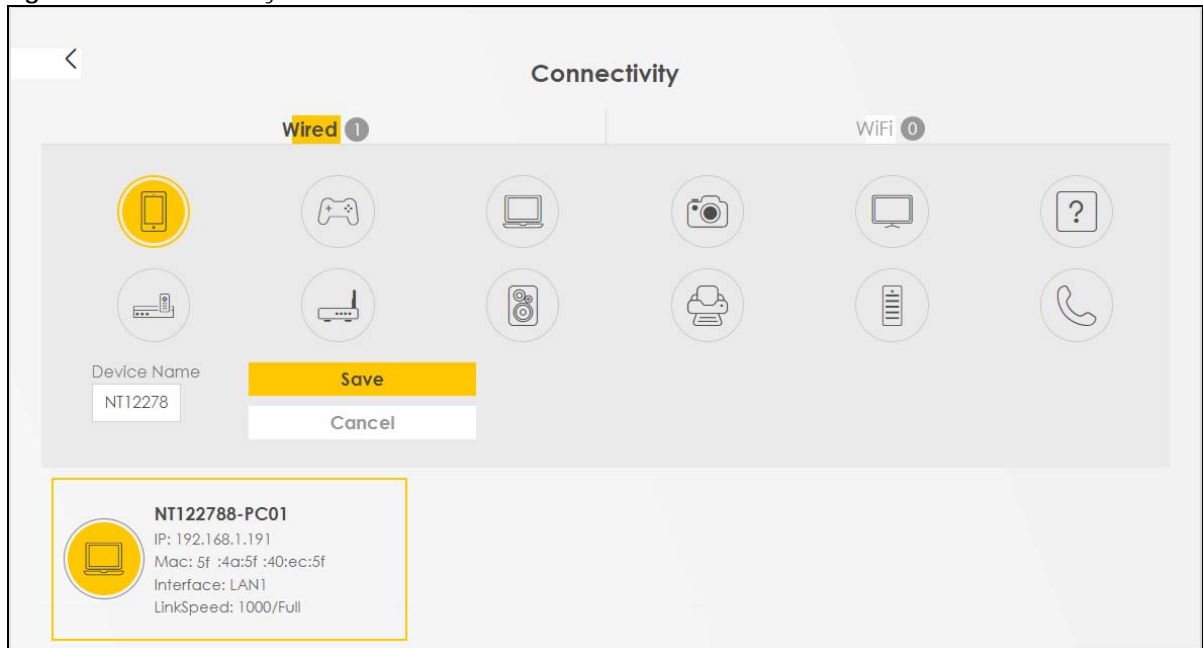 Connectivity
Wired 1
WiFi 0
?
Device Name
NT12278
Save
Cancel
NT122788-PC01
IP: 192.168.1.191
Mac: 5f :4a:5f :40:ec:5f
Interface: LAN1
LinkSpeed: 1000/Full